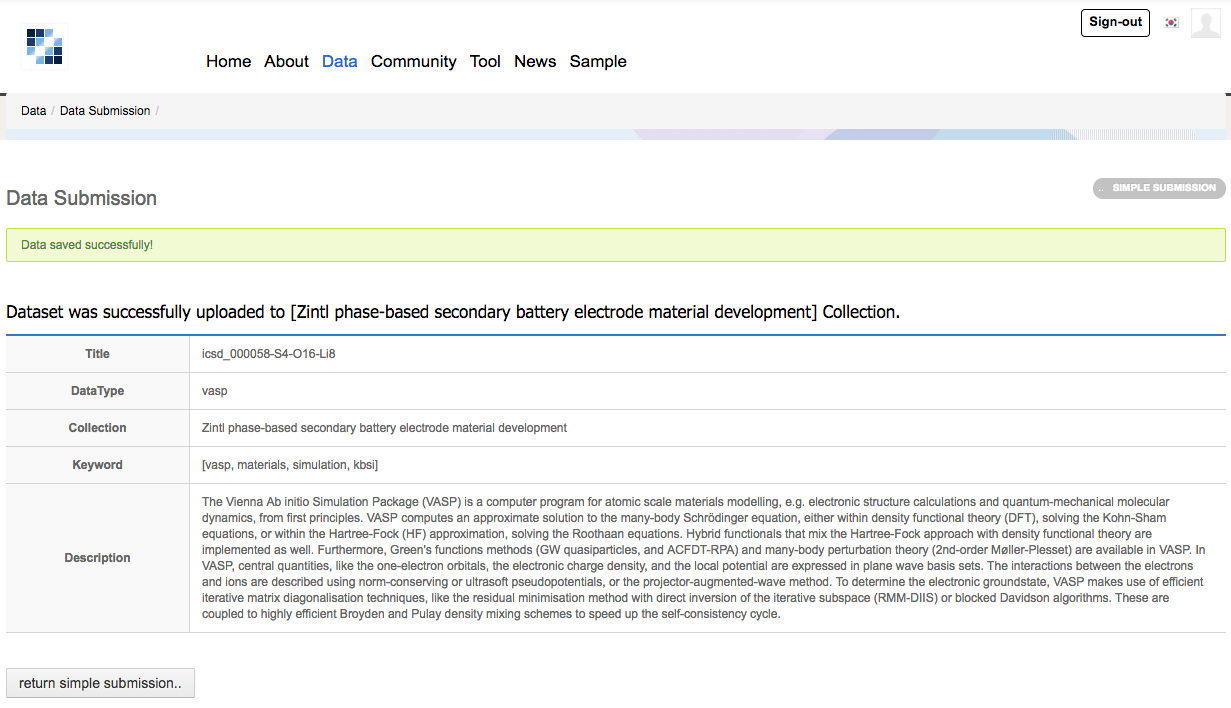 Sign-out
Home About Data Community Tool News Sample
Data / Data Submission /
Data Submission
.. SIMPLE SUBMISSION
Data saved successfully!
Dataset was successfully uploaded to [Zintl phase-based secondary battery electrode material development] Collection.
Title icsd_000058-S4-O16-Li8
DataType vasp
Collection Zintl phase-based secondary battery electrode material development
Keyword [vasp, materials, simulation, kbsi]
The Vienna Ab initio Simulation Package (VASP) is a computer program for atomic scale materials modelling, e.g. electronic structure calculations and quantum-mechanical molecular
dynamics, from first principles. VASP computes an approximate solution to the many-body Schrödinger equation, either within density functional theory (DFT), solving the Kohn-Sham
equations, or within the Hartree-Fock (HF) approximation, solving the Roothaan equations. Hybrid functionals that mix the Hartree-Fock approach with density functional theory are
implemented as well. Furthermore, Green's functions methods (GW quasiparticles, and ACFDT-RPA) and many-body perturbation theory (2nd-order Møller-Plesset) are available in VASP. In
Description VASP, central quantities, like the one-electron orbitals, the electronic charge density, and the local potential are expressed in plane wave basis sets. The interactions between the electrons
and ions are described using norm-conserving or ultrasoft pseudopotentials, or the projector-augmented-wave method. To determine the electronic groundstate, VASP makes use of efficient
iterative matrix diagonalisation techniques, like the residual minimisation method with direct inversion of the iterative subspace (RMM-DIIS) or blocked Davidson algorithms. These are
coupled to highly efficient Broyden and Pulay density mixing schemes to speed up the self-consistency cycle.
return simple submission..